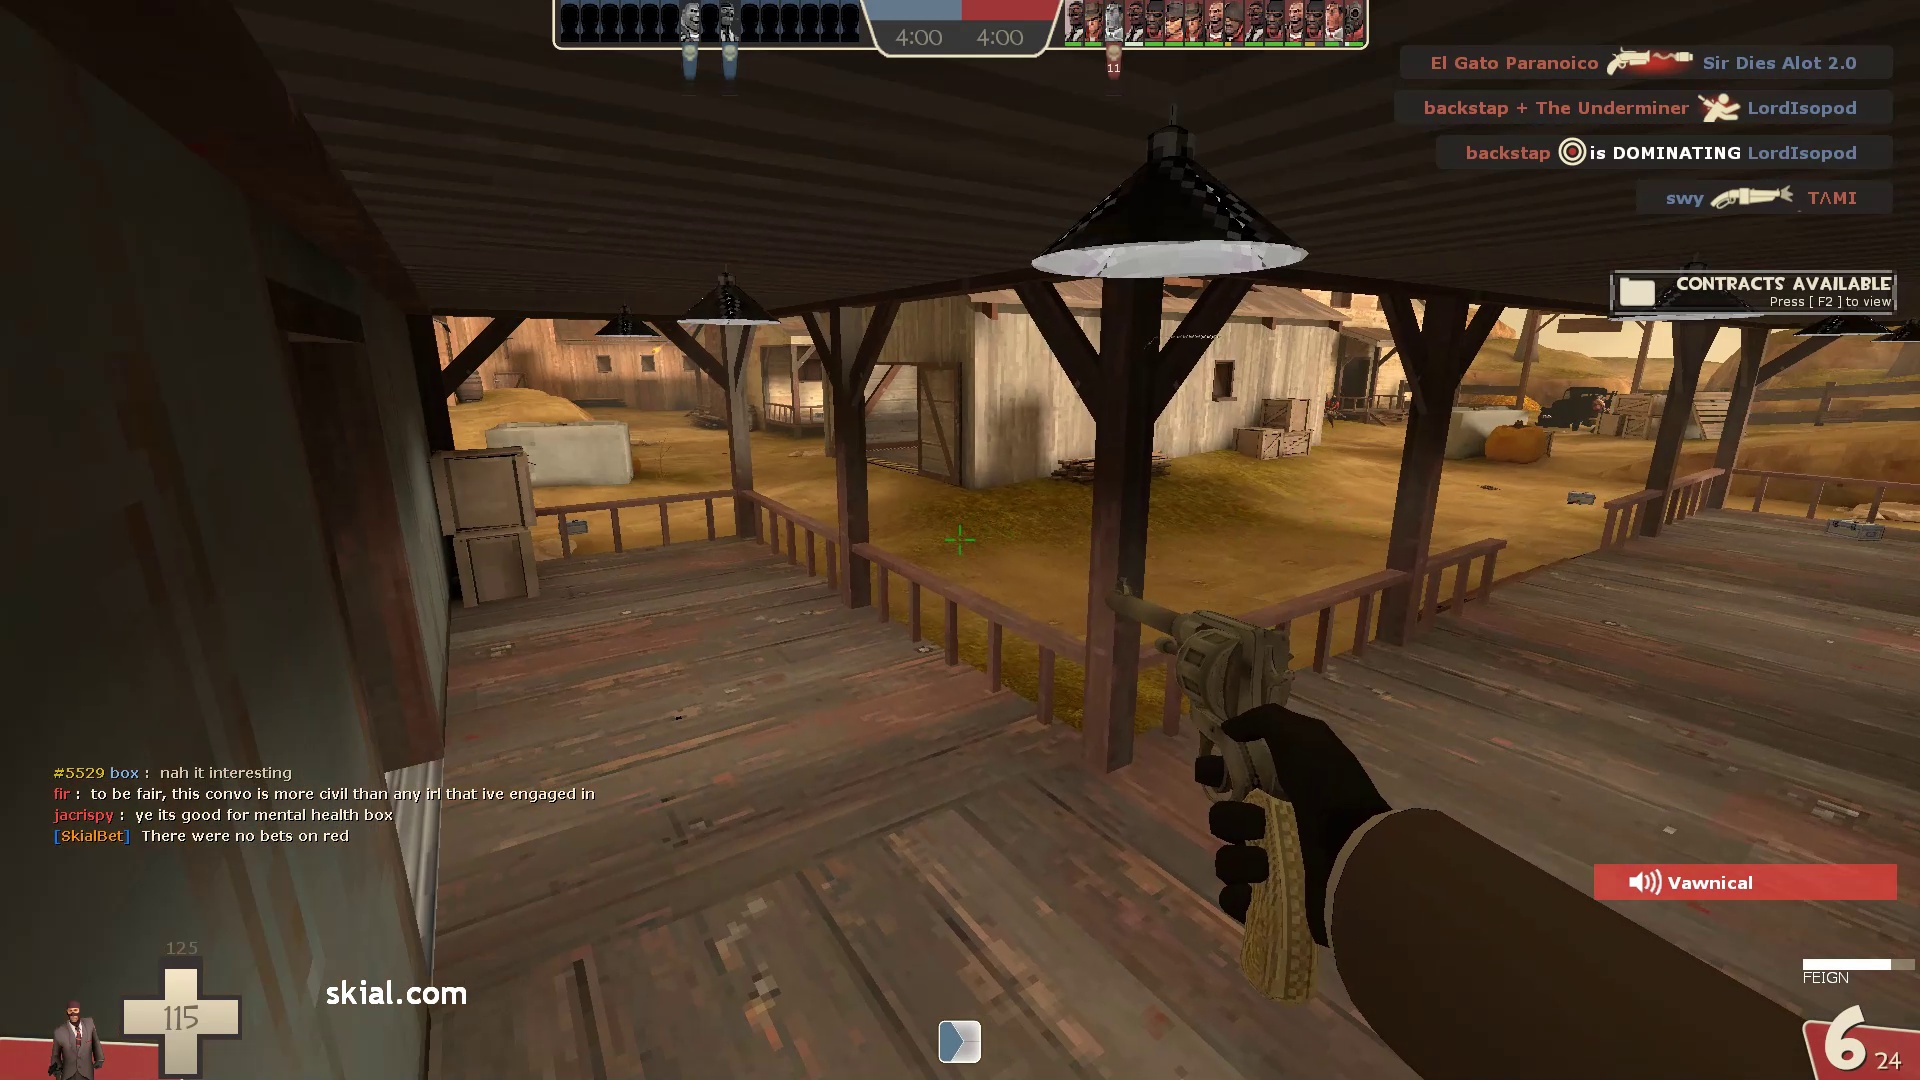 4:00 4:00
11
El Gato Paranoico Sir Dies Alot 2.0
backstap + The Underminer LordIsopod
backstap is DOMINATING LordIsopod
swy TΛMI
CONTRACTS AVAILABLE
Press [ F2 ] to view
#5529 box : nah it interesting
fir : to be fair, this convo is more civil than any irl that ive engaged in
jacrispy : ye its good for mental health box
[SkialBet] There were no bets on red
Vawnical
125
115
skial.com
FEIGN
6 24